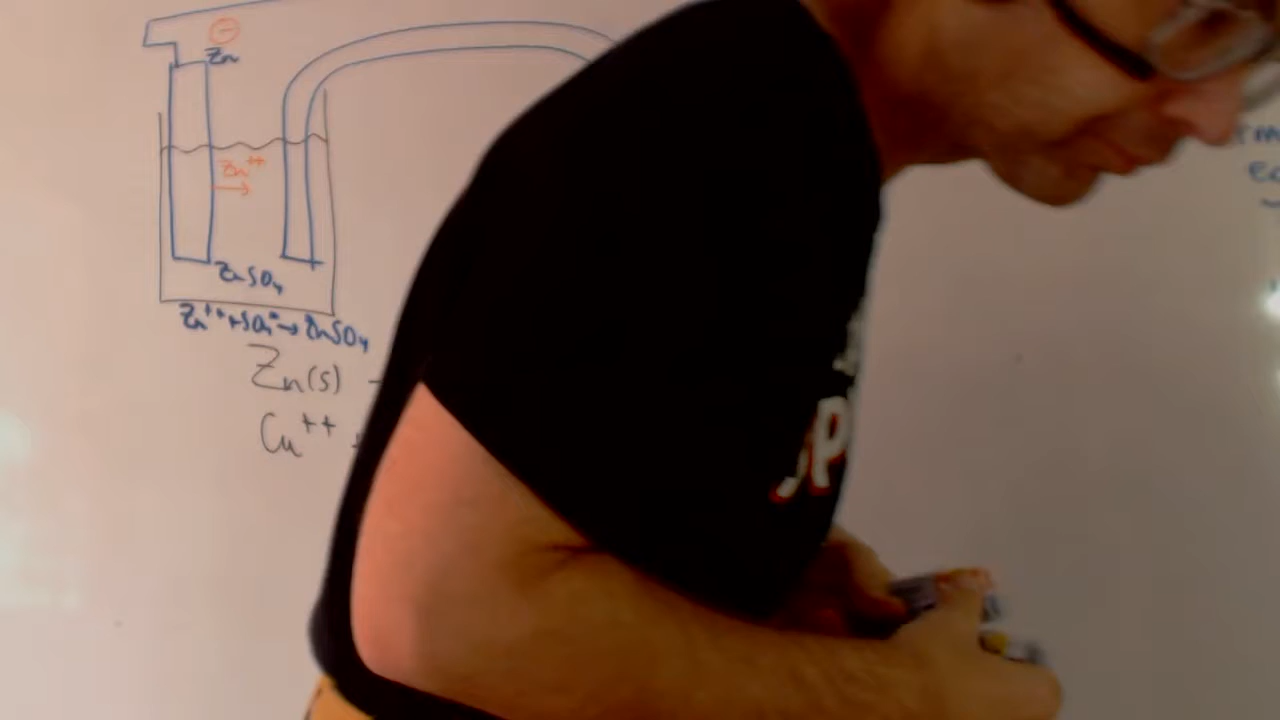 ⊖
Zn
Zn++
ZnSO4
Zn++ + SO4= → ZnSO4
Zn(s)
Cu++